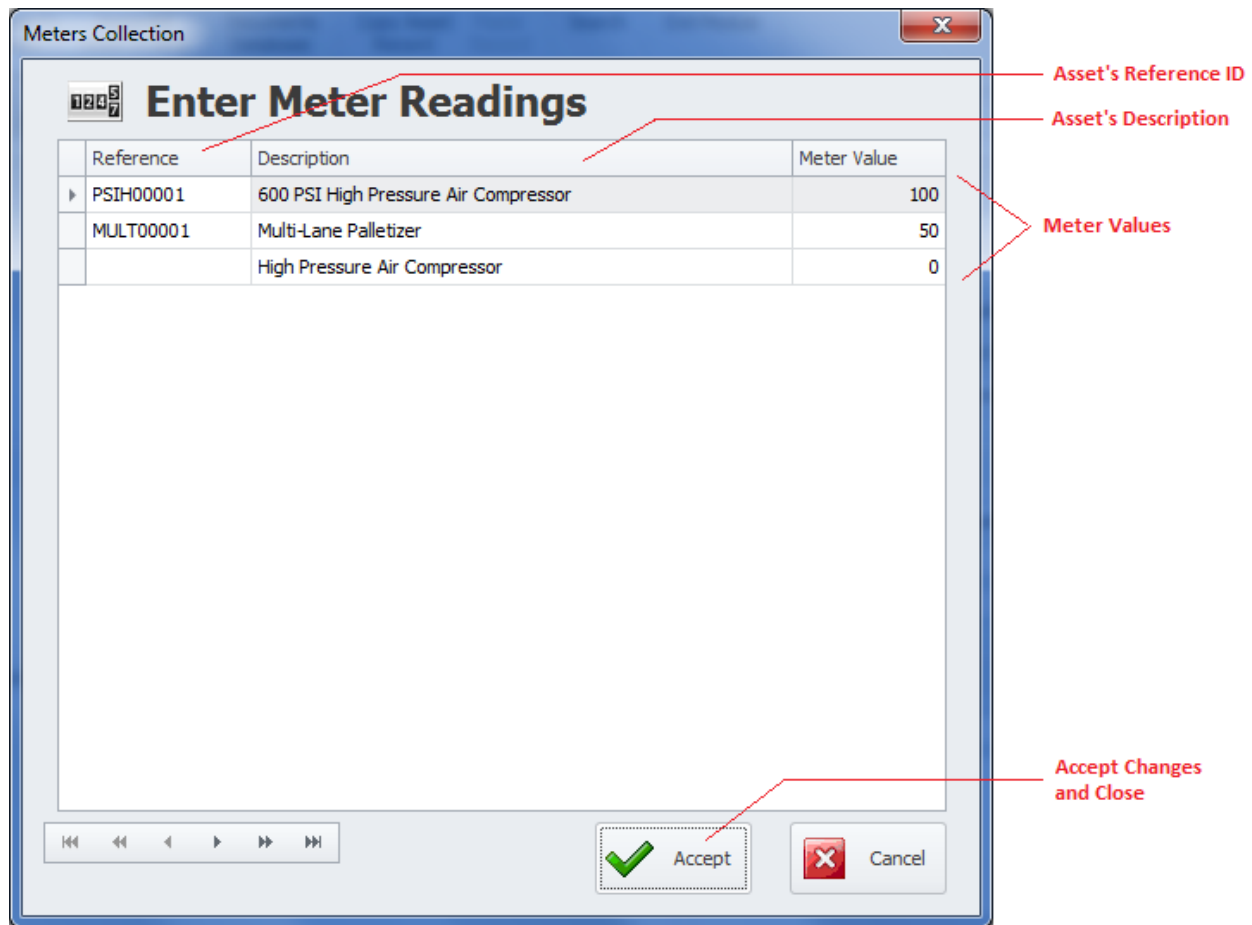 Meters Collection
Enter Meter Readings
Asset's Reference ID
Asset's Description
Reference Description Meter Value
PSIH00001 600 PSI High Pressure Air Compressor 100
MULT00001 Multi-Lane Palletizer 50
Meter Values
High Pressure Air Compressor 0
Accept Changes
and Close
Accept Cancel